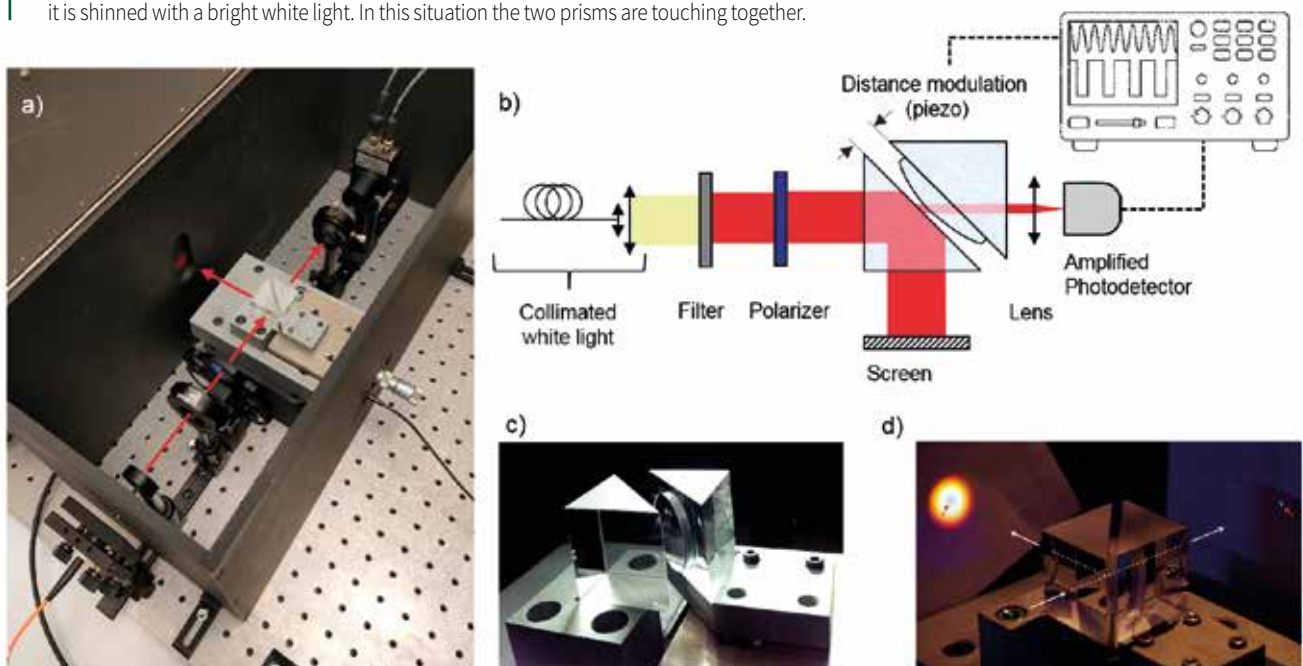 it is shinned with a bright white light. In this situation the two prisms are touching together.
a)
b)
Distance modulation
(piezo)
Collimated
white light
Filter
Polarizer
Lens
Amplified
Photodetector
Screen
c)
d)